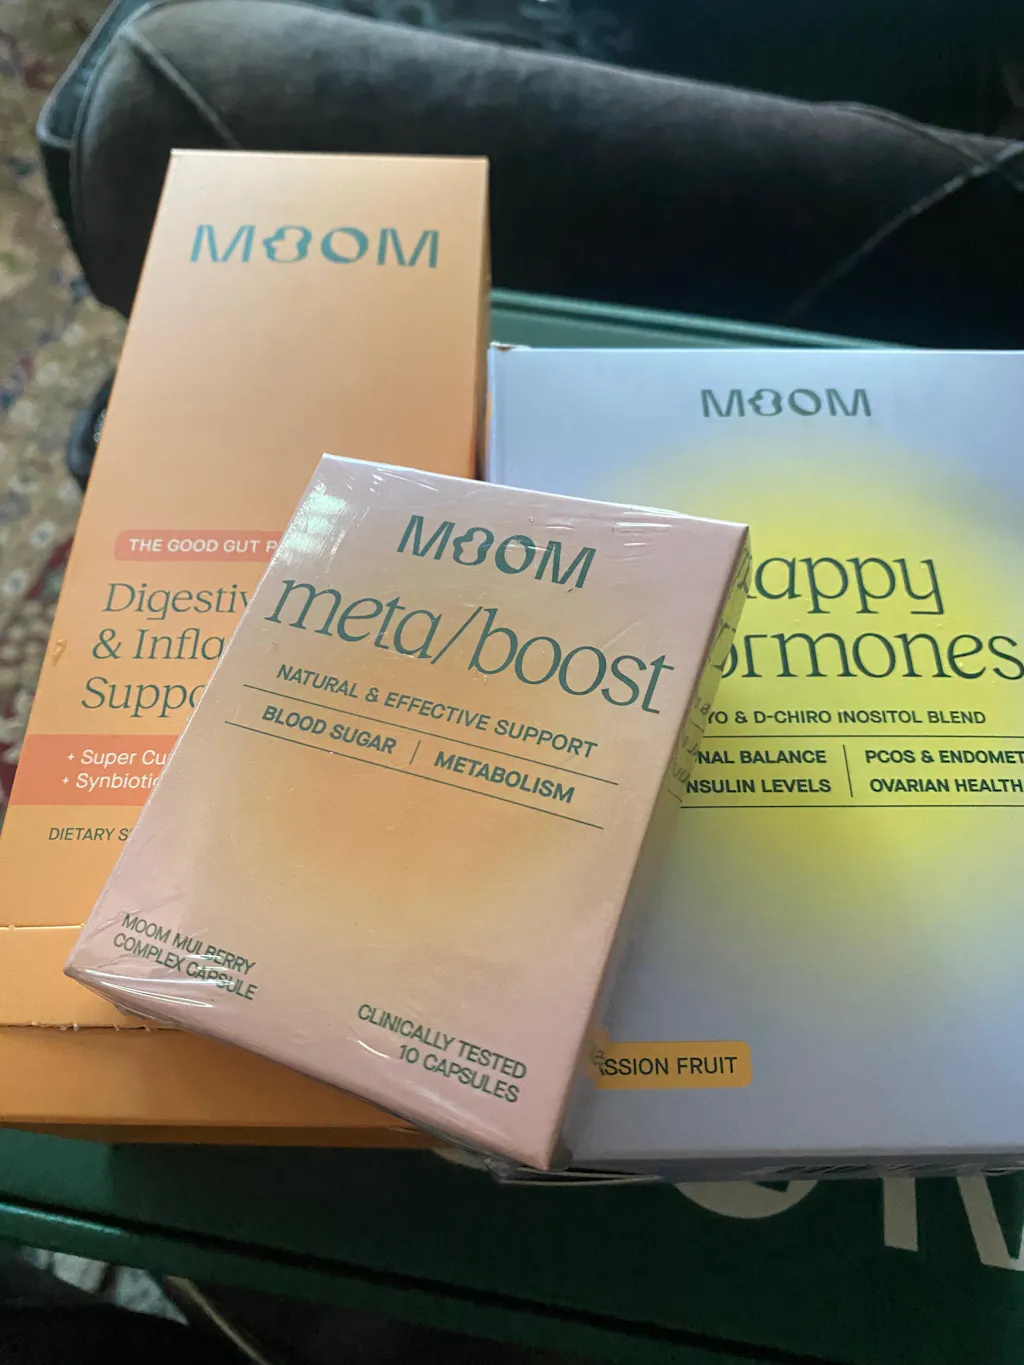 MOOM
THE GOOD GUT
Digestiv
& Infla
Suppo
+ Super Cu
+ Synbiotic
DIETARY S
MOOM
meta/boost
NATURAL & EFFECTIVE SUPPORT
BLOOD SUGAR | METABOLISM
MOOM MULBERRY
COMPLEX CAPSULE
CLINICALLY TESTED
10 CAPSULES
MOOM
appy
ormones
YO & D-CHIRO INOSITOL BLEND
NAL BALANCE | PCOS & ENDOMET
NSULIN LEVELS | OVARIAN HEALTH
SSION FRUIT